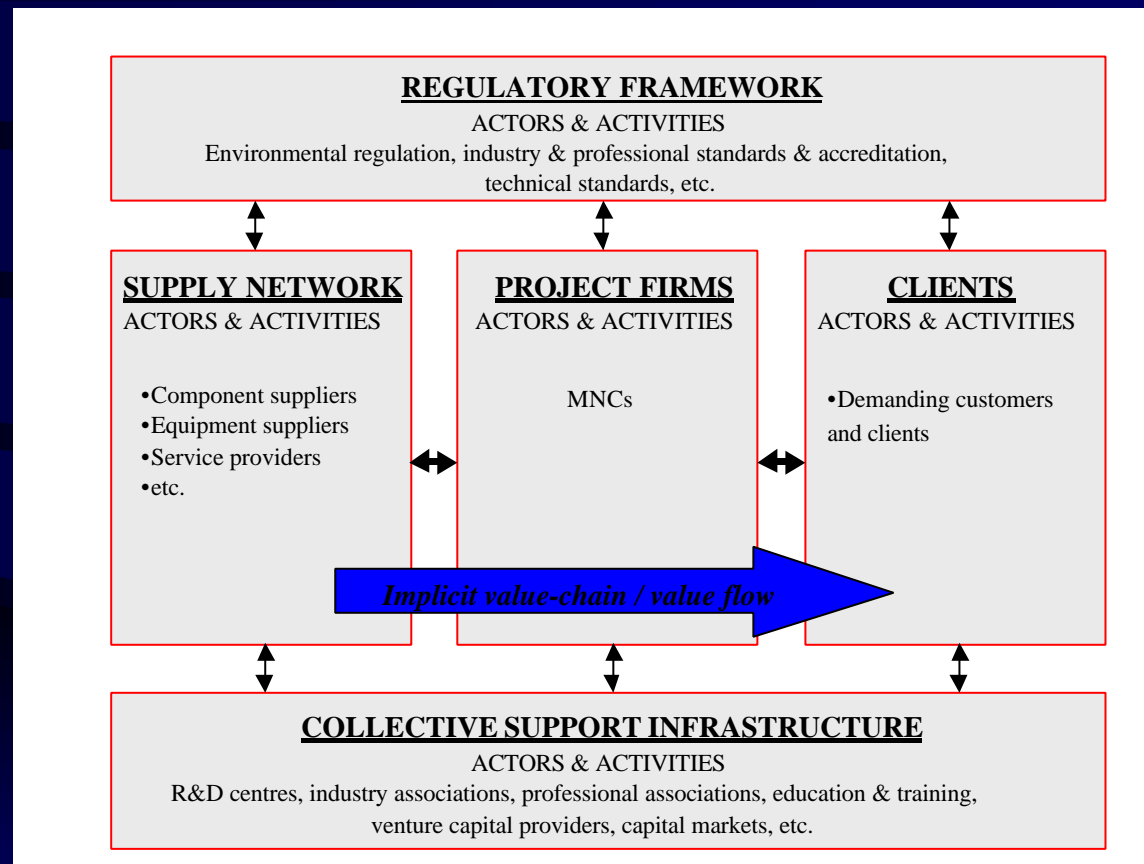 REGULATORY FRAMEWORK
ACTORS & ACTIVITIES
Environmental regulation, industry & professional standards & accreditation,
technical standards, etc.
SUPPLY NETWORK
ACTORS & ACTIVITIES
•Component suppliers
•Equipment suppliers
•Service providers
•etc.
PROJECT FIRMS
ACTORS & ACTIVITIES
MNCs
CLIENTS
ACTORS & ACTIVITIES
•Demanding customers
and clients
Implicit value-chain / value flow
COLLECTIVE SUPPORT INFRASTRUCTURE
ACTORS & ACTIVITIES
R&D centres, industry associations, professional associations, education & training,
venture capital providers, capital markets, etc.